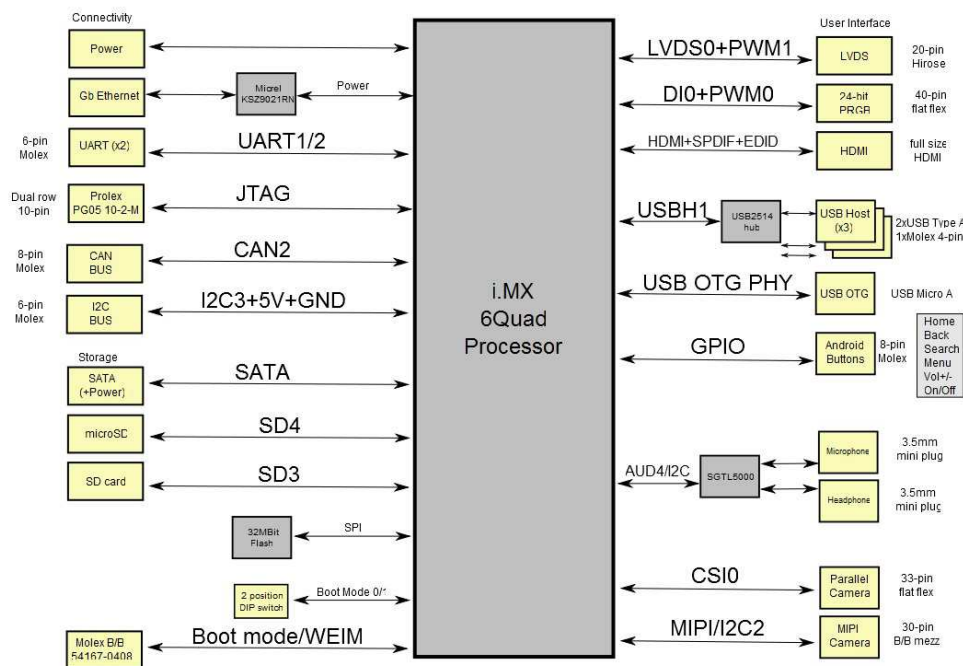 Connectivity
Power
Gb Ethernet
Micrel
KSZ9021RN
Power
6-pin
Molex
UART (x2)
UART1/2
Dual row
10-pin
Prolex
PG05 10-2-M
JTAG
8-pin
Molex
CAN
BUS
CAN2
6-pin
Molex
I2C
BUS
I2C3+5V+GND
Storage
SATA
(+Power)
SATA
microSD
SD4
SD card
SD3
32MBit
Flash
SPI
2 position
DIP switch
Boot Mode 0/1
Molex B/B
54167-0408
Boot mode/WEIM
i.MX
6Quad
Processor
User Interface
LVDS0+PWM1
LVDS
20-pin
Hirose
DI0+PWM0
24-bit
PRGB
40-pin
flat flex
HDMI+SPDIF+EDID
HDMI
full size
HDMI
USBH1
USB2514
hub
USB Host
(x3)
2xUSB Type A
1xMolex 4-pin
USB OTG PHY
USB OTG
USB Micro A
GPIO
Android
Buttons
8-pin
Molex
Home
Back
Search
Menu
Vol+/-
On/Off
AUD4/I2C
SGTL5000
Microphone
3.5mm
mini plug
Headphone
3.5mm
mini plug
CSI0
Parallel
Camera
33-pin
flat flex
MIPI/I2C2
MIPI
Camera
30-pin
B/B mezz